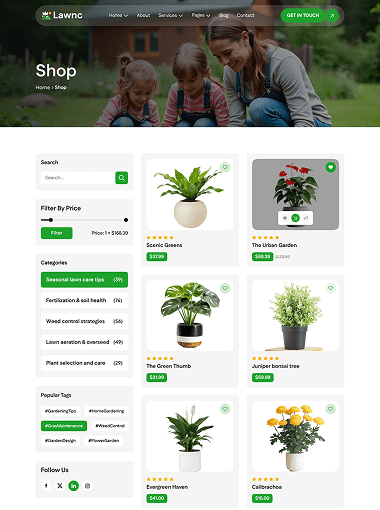 Lawnc
Home About Services Pages Blog Contact
GET IN TOUCH
Shop
Home > Shop
Search
Search...
Filter By Price
Filter
Price: 1 × $168.39
Categories
Seasonal lawn care tips (39)
Fertilization & soil health (76)
Weed control strategies (56)
Lawn aeration & overseed (49)
Plant selection and care (29)
Popular Tags
#GardeningTips #HomeGardening
#GrassMaintenance #WeedControl
#GardenDesign #FlowerGarden
Follow Us
Scenic Greens
$37.99
The Urban Garden
$68.39
The Green Thumb
$31.99
Juniper bonsai tree
$69.99
Evergreen Haven
$41.00
Calibrachoa
$15.00